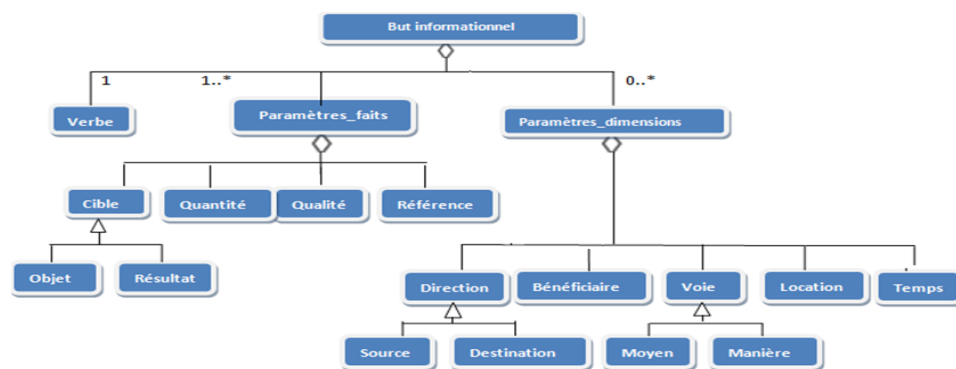 But informationnel
1
1..*
0..*
Verbe
Paramètres_faits
Paramètres_dimensions
Cible
Quantité
Qualité
Référence
Objet
Résultat
Direction
Bénéficiaire
Voie
Location
Temps
Source
Destination
Moyen
Manière